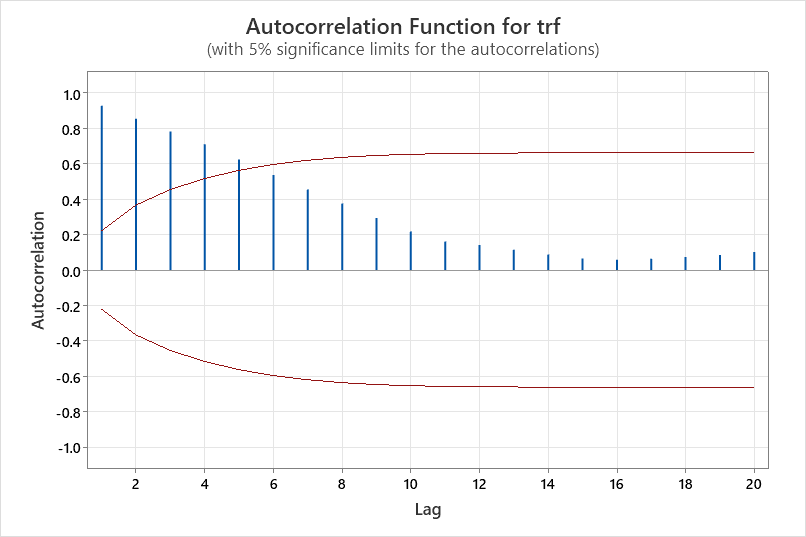 Autocorrelation Function for trf
(with 5% significance limits for the autocorrelations)
Autocorrelation
1.0
0.8
0.6
0.4
0.2
0.0
-0.2
-0.4
-0.6
-0.8
-1.0
2 4 6 8 10 12 14 16 18 20
Lag